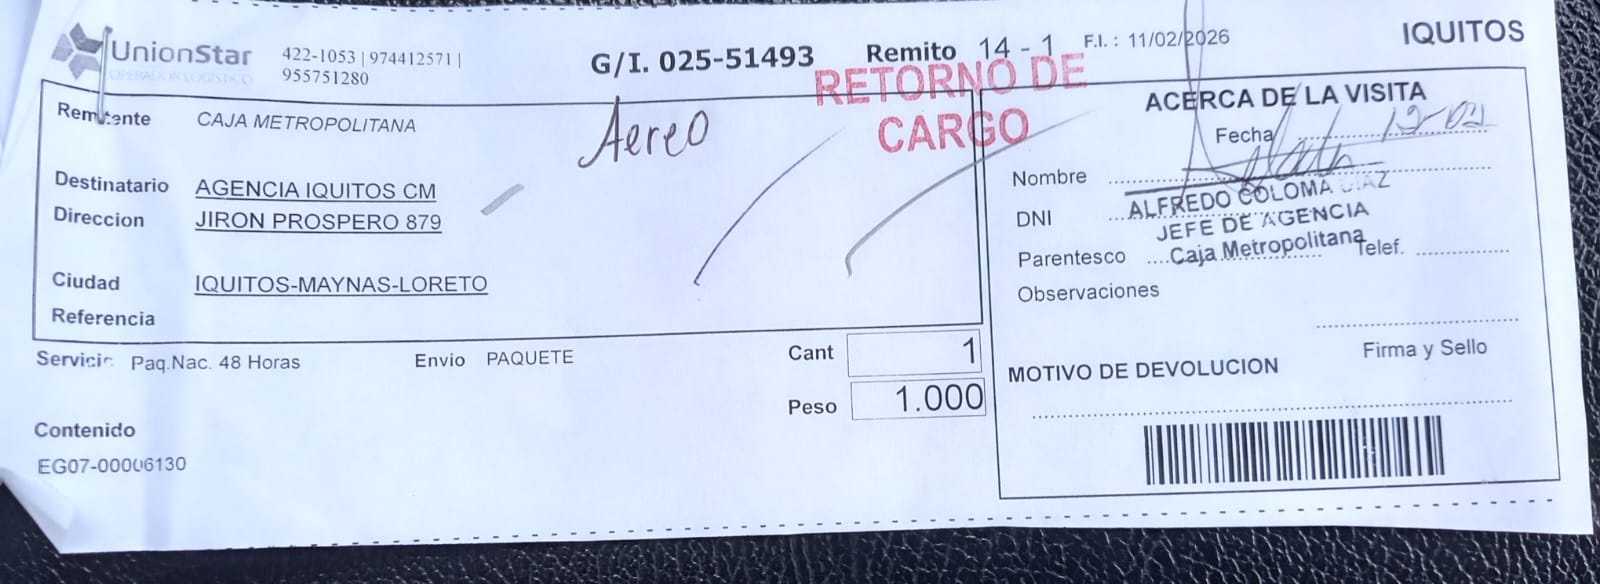 UnionStar
OPERADOR LOGISTICO
422-1053 | 974412571 |
955751280
G/I. 025-51493
Remito 14 - 1
F.I. : 11/02/2026
IQUITOS
RETORNO DE
CARGO
Aereo
Remitente CAJA METROPOLITANA
Destinatario AGENCIA IQUITOS CM
Direccion JIRON PROSPERO 879
Ciudad IQUITOS-MAYNAS-LORETO
Referencia
Servicio Paq.Nac. 48 Horas Envío PAQUETE
Cant 1
Peso 1.000
Contenido
EG07-00006130
ACERCA DE LA VISITA
Fecha
Nombre
ALFREDO COLOMA DIAZ
DNI
JEFE DE AGENCIA
Parentesco Caja Metropolitana Telef.
Observaciones
Firma y Sello
MOTIVO DE DEVOLUCION